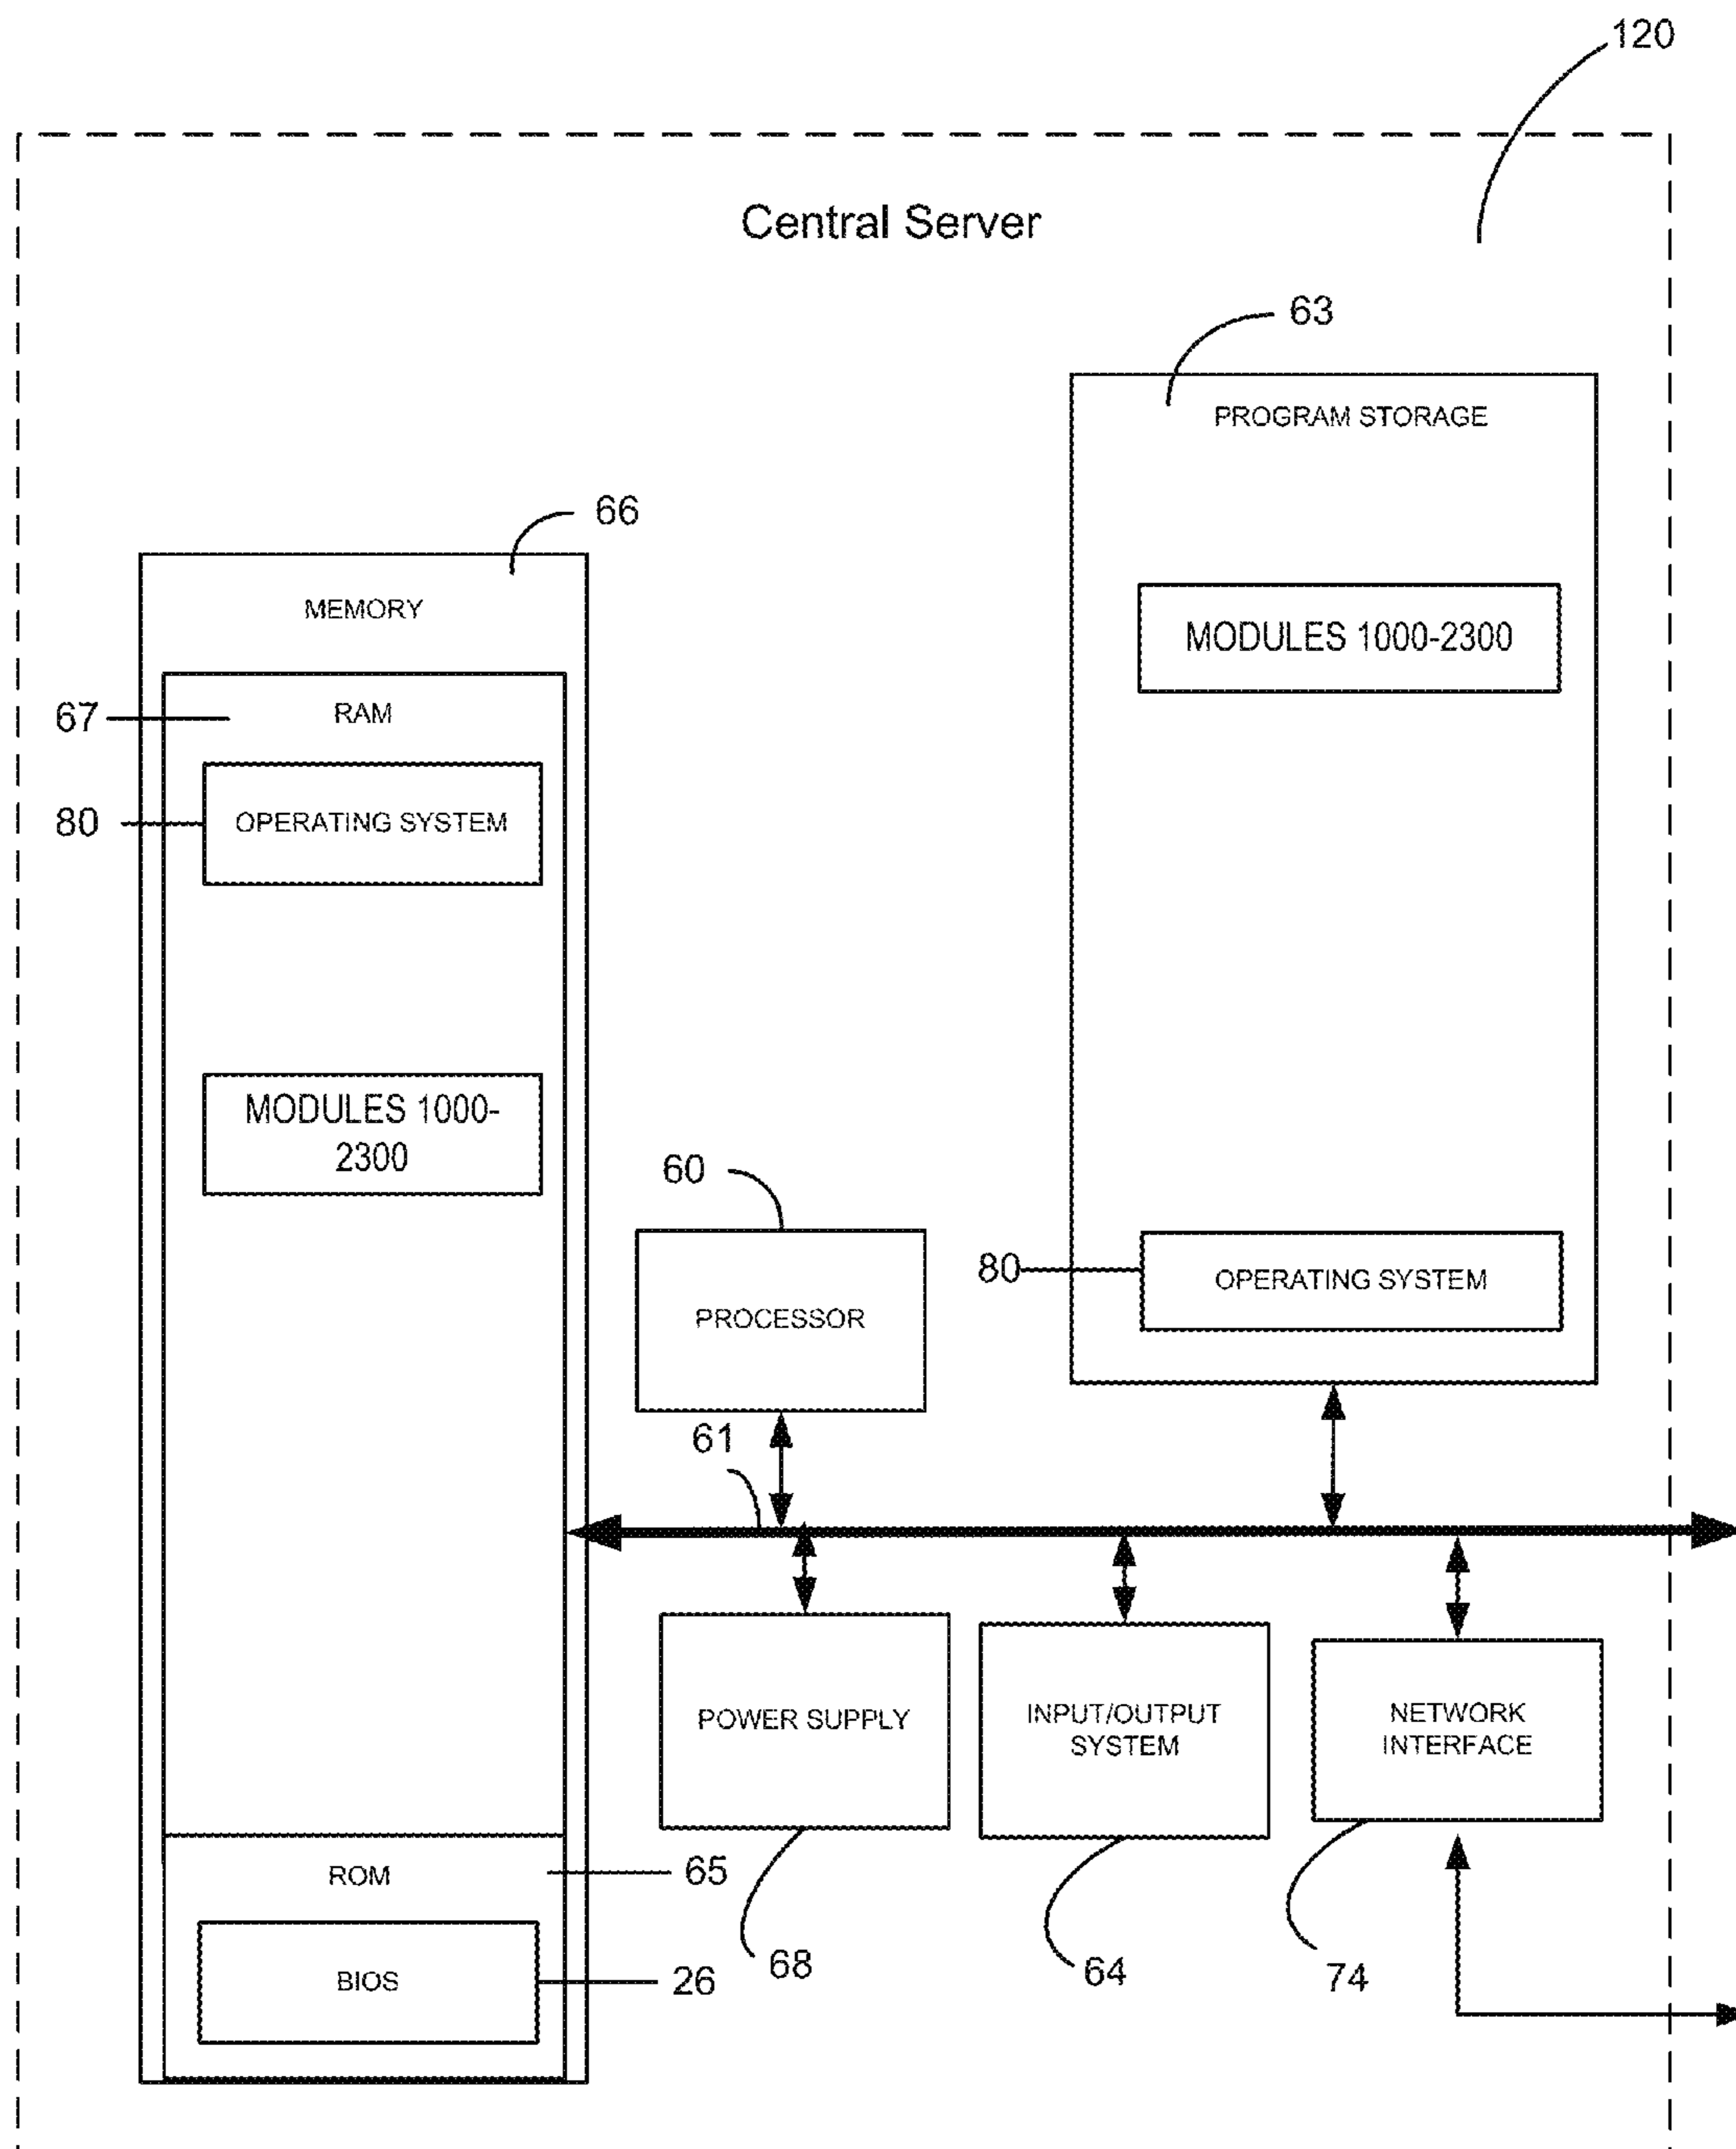 120
Central Server
63
PROGRAM STORAGE
66
MEMORY
MODULES 1000-2300
67
RAM
80
OPERATING SYSTEM
MODULES 1000-
2300
60
PROCESSOR
80
OPERATING SYSTEM
61
POWER SUPPLY
INPUT/OUTPUT
SYSTEM
NETWORK
INTERFACE
ROM
65
BIOS
26
68
64
74